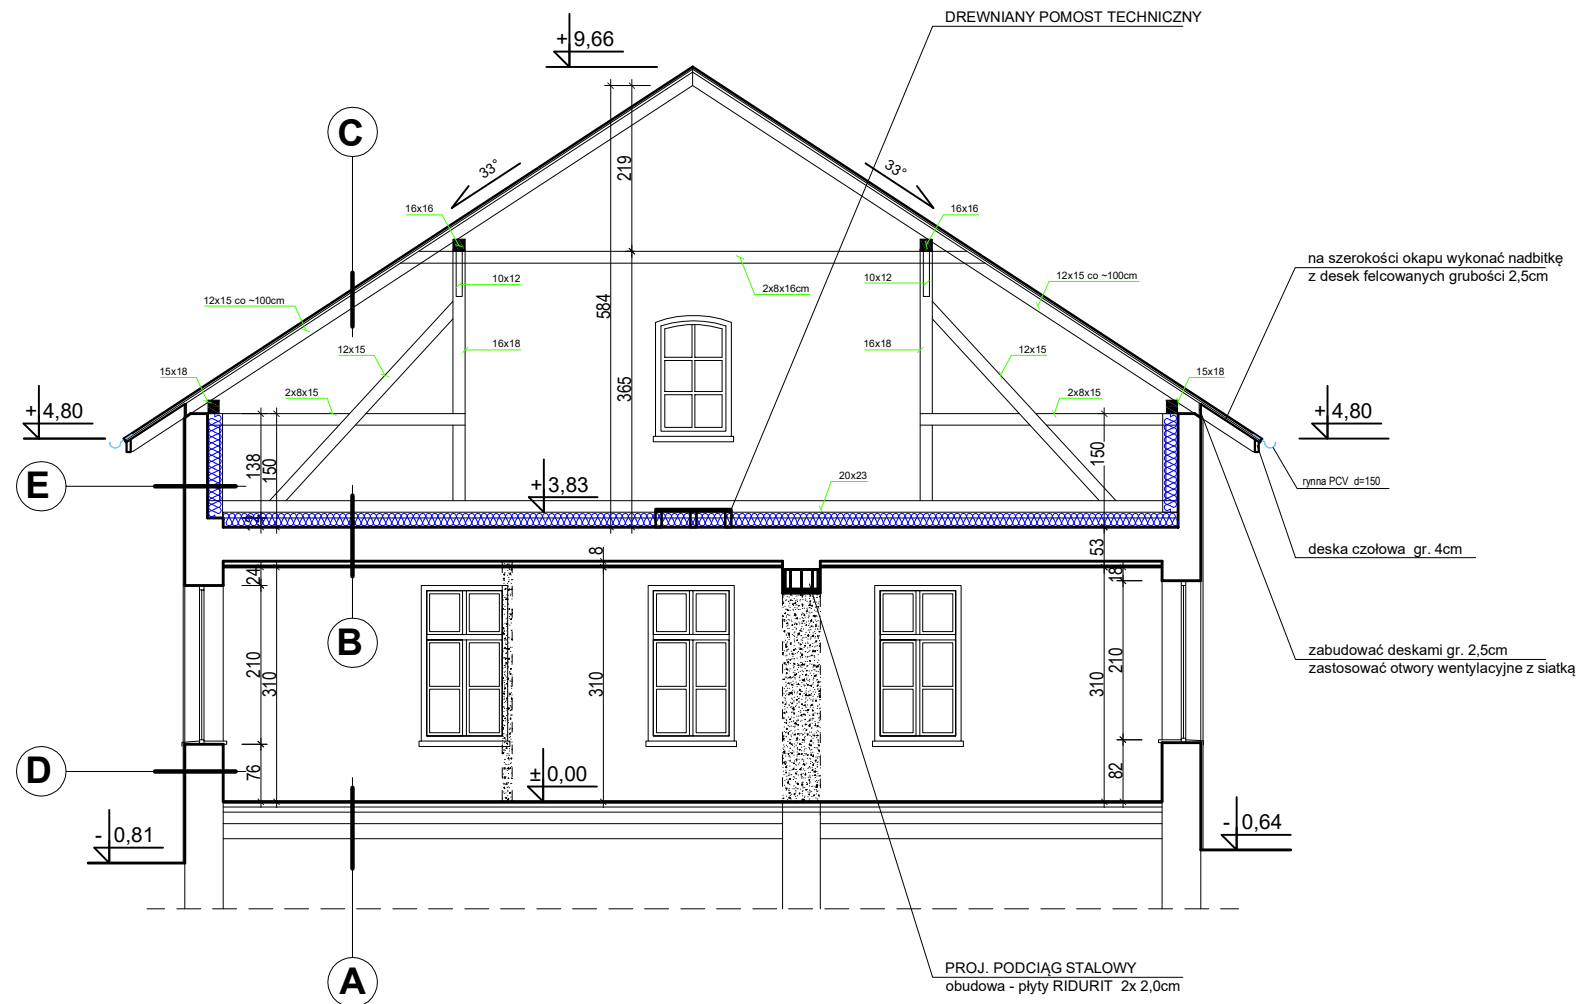 DREWNIANY POMOST TECHNICZNY
+ 9,66
C
33°
33°
219
16x16
16x16
10x12
10x12
2x8x16cm
12x15 co ~100cm
12x15 co ~100cm
na szerokości okapu wykonać nadbitkę
z desek felcowanych grubości 2,5cm
584
12x15
16x18
16x18
12x15
15x18
15x18
2x8x15
2x8x15
365
+ 4,80
+ 4,80
138
150
150
E
+ 3,83
20x23
rynna PCV d=150
12
8
53
deska czołowa gr. 4cm
24
18
B
zabudować deskami gr. 2,5cm
zastosować otwory wentylacyjne z siatką
210
310
310
310
210
D
76
± 0,00
82
- 0,81
- 0,64
A
PROJ. PODCIĄG STALOWY
obudowa - płyty RIDURIT 2x 2,0cm